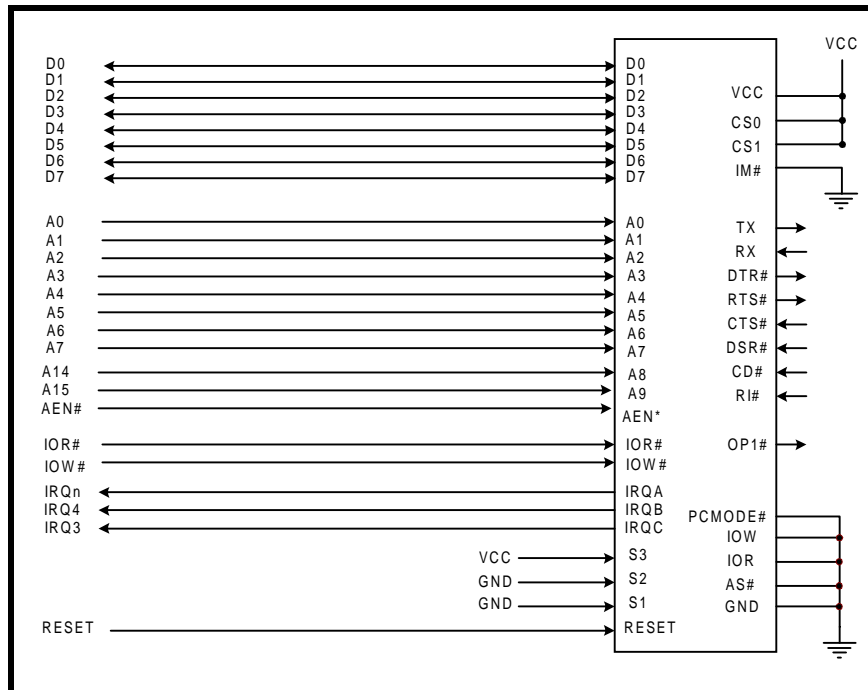 VCC
D0 D0
D1 D1
D2 D2
D3 D3
D4 D4
D5 D5
D6 D6
D7 D7
VCC
CS0
CS1
IM#
A0 A0
A1 A1
A2 A2
A3 A3
A4 A4
A5 A5
A6 A6
A7 A7
A14 A8
A15 A9
AEN# AEN*
TX
RX
DTR#
RTS#
CTS#
DSR#
CD#
RI#
IOR# IOR# OP1#
IOW# IOW#
IRQn IRQA
IRQ4 IRQB
IRQ3 IRQC
VCC S3
GND S2
GND S1
RESET RESET
PCMODE#
IOW
IOR
AS#
GND